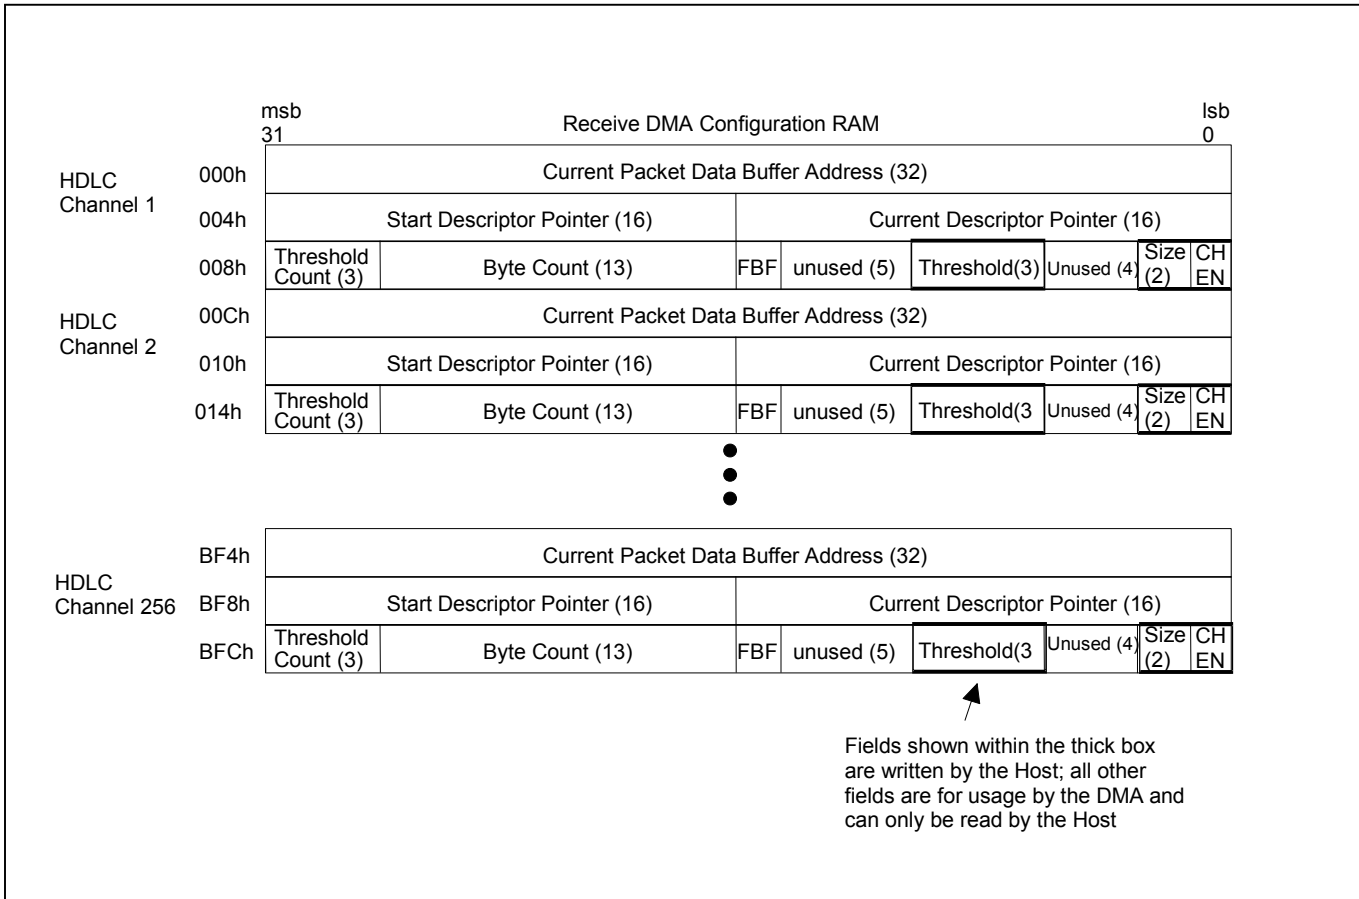 msb
31
Receive DMA Configuration RAM
lsb
0
HDLC
Channel 1
000h
Current Packet Data Buffer Address (32)
004h
Start Descriptor Pointer (16)
Current Descriptor Pointer (16)
008h
Threshold
Count (3)
Byte Count (13)
FBF
unused (5)
Threshold(3)
Unused (4)
Size
(2)
CH
EN
HDLC
Channel 2
00Ch
Current Packet Data Buffer Address (32)
010h
Start Descriptor Pointer (16)
Current Descriptor Pointer (16)
014h
Threshold
Count (3)
Byte Count (13)
FBF
unused (5)
Threshold(3
Unused (4)
Size
(2)
CH
EN
HDLC
Channel 256
BF4h
Current Packet Data Buffer Address (32)
BF8h
Start Descriptor Pointer (16)
Current Descriptor Pointer (16)
BFCh
Threshold
Count (3)
Byte Count (13)
FBF
unused (5)
Threshold(3
Unused (4)
Size
(2)
CH
EN
Fields shown within the thick box
are written by the Host; all other
fields are for usage by the DMA and
can only be read by the Host